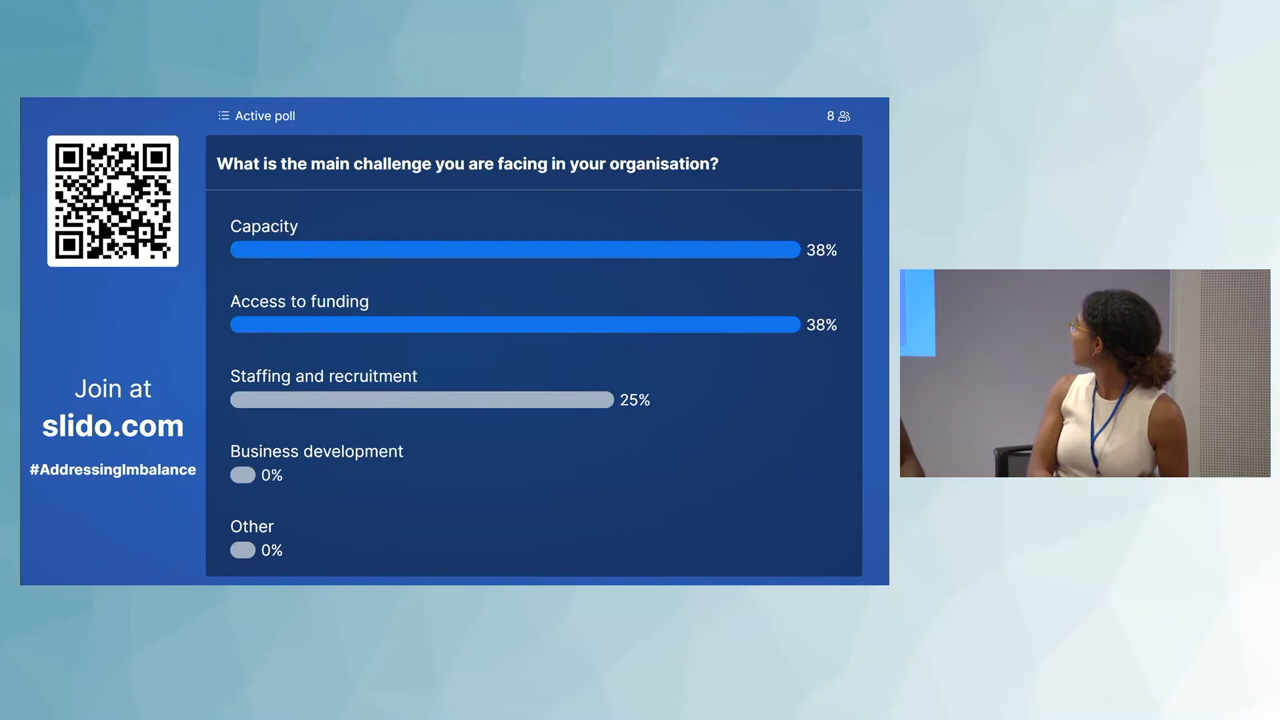 Active poll
8
What is the main challenge you are facing in your organisation?
Capacity
38%
Access to funding
38%
Staffing and recruitment
25%
Business development
0%
Other
0%
Join at
slido.com
#AddressingImbalance